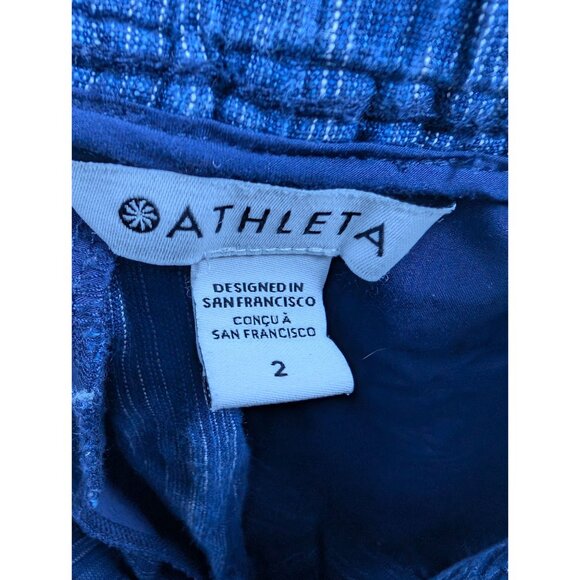 ATHLETA
DESIGNED IN
SAN FRANCISCO
CONÇU À
SAN FRANCISCO
2